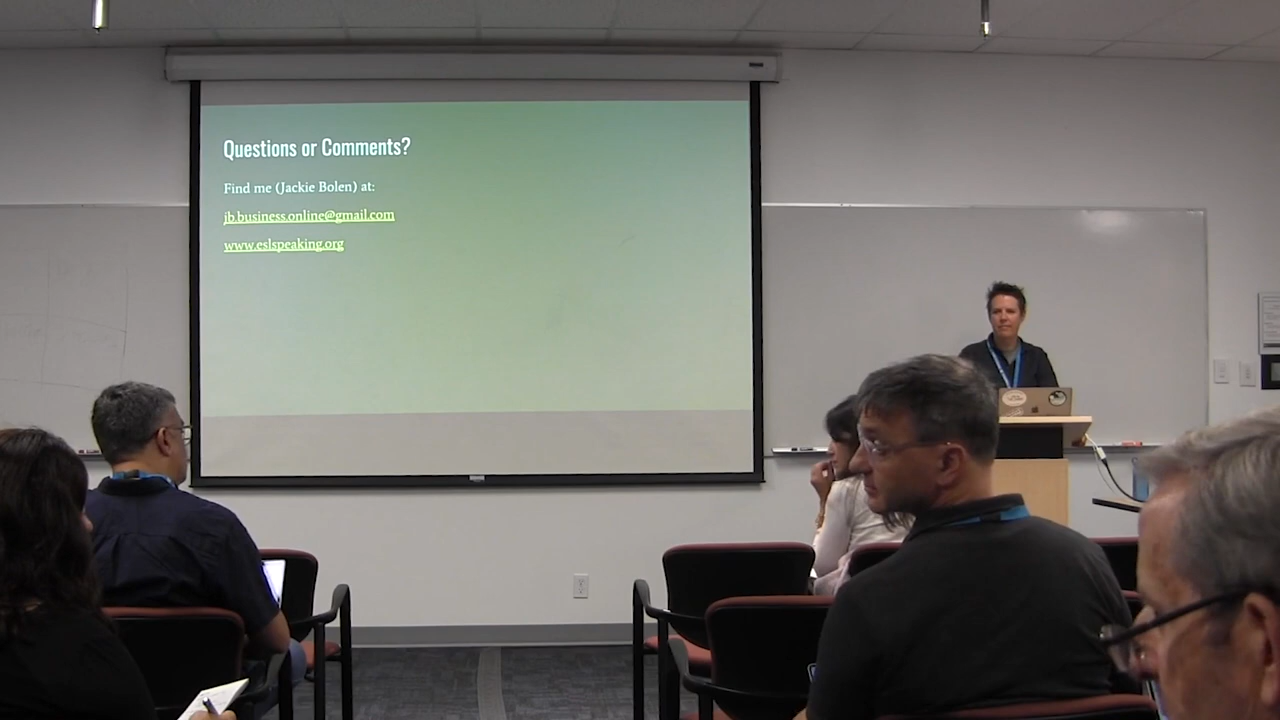 Questions or Comments?
Find me (Jackie Bolen) at:
jb.business.online@gmail.com
www.eslspeaking.org